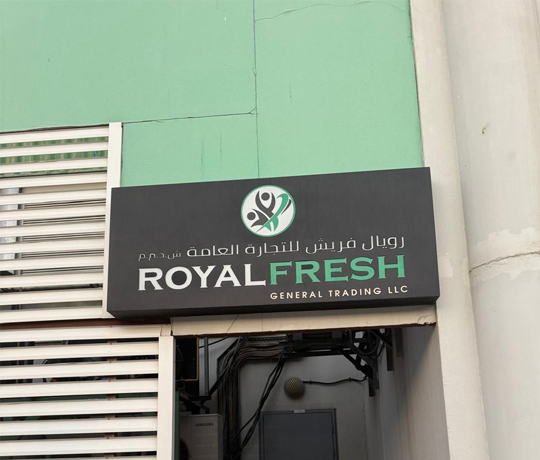 رويال فريش للتجارة العامة ش.ذ.م.م
ROYALFRESH
GENERAL TRADING LLC